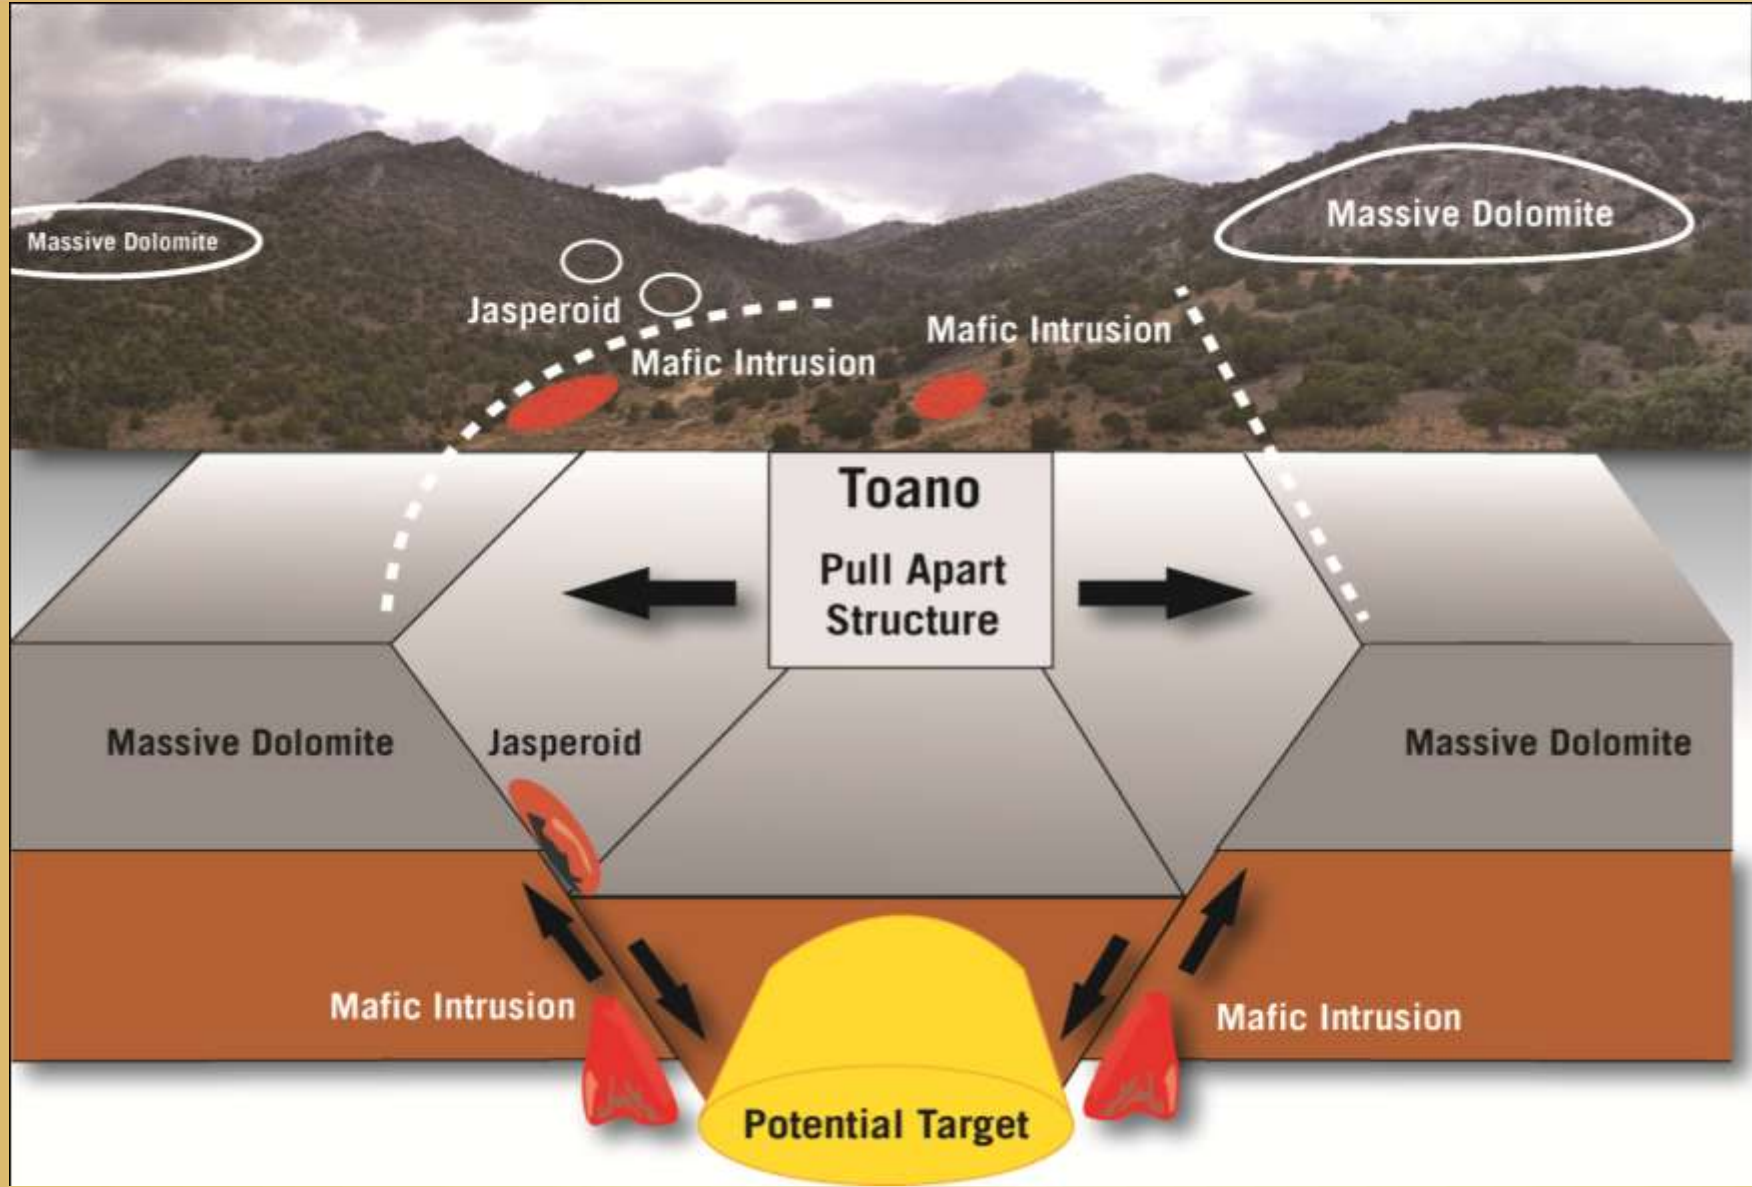 Massive Dolomite
Massive Dolomite
Jasperoid
Mafic Intrusion
Mafic Intrusion
Toano
Pull Apart
Structure
Massive Dolomite
Jasperoid
Massive Dolomite
Mafic Intrusion
Mafic Intrusion
Potential Target